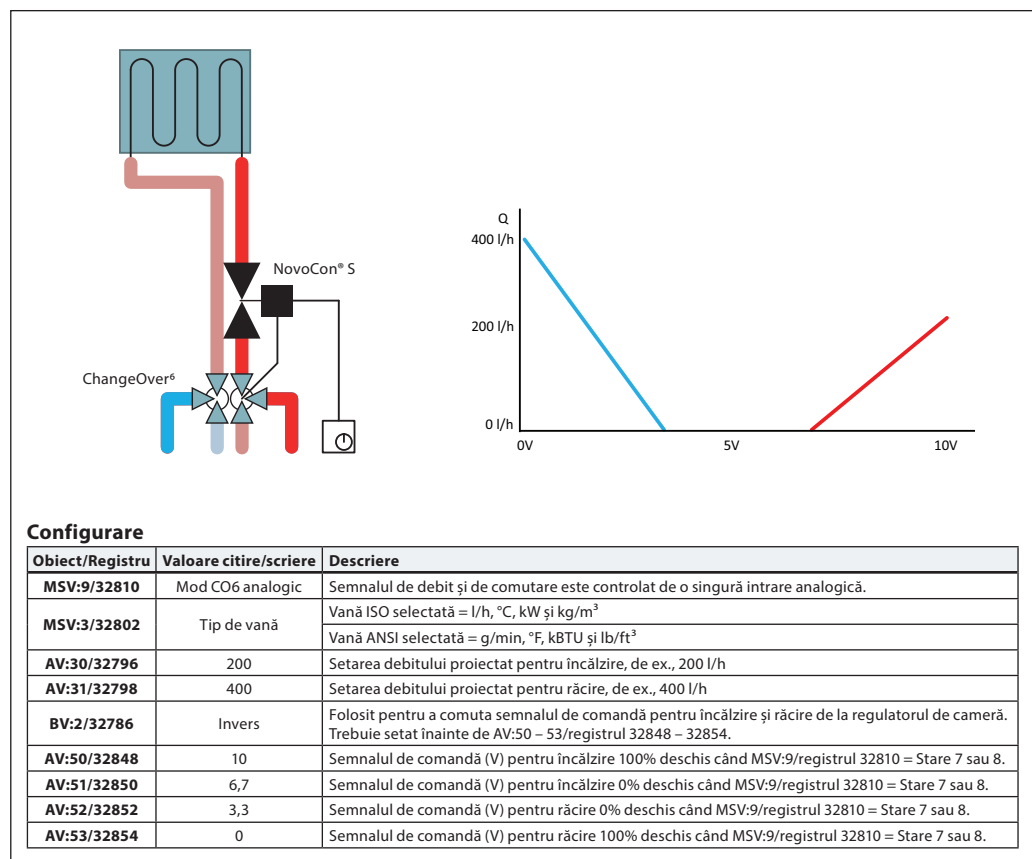 NovoCon® S
ChangeOver⁶
Q
400 l/h
200 l/h
0 l/h
0V
5V
10V
Configurare
Obiect/Registru Valoare citire/scriere Descriere
MSV:9/32810 Mod CO6 analogic Semnalul de debit și de comutare este controlat de o singură intrare analogică.
MSV:3/32802 Tip de vană Vană ISO selectată = l/h, °C, kW și kg/m³
Vană ANSI selectată = g/min, °F, kBTU și lb/ft³
AV:30/32796 200 Setarea debitului proiectat pentru încălzire, de ex., 200 l/h
AV:31/32798 400 Setarea debitului proiectat pentru răcire, de ex., 400 l/h
BV:2/32786 Invers Folosit pentru a comuta semnalul de comandă pentru încălzire și răcire de la regulatorul de cameră.
Trebuie setat înainte de AV:50 – 53/registrul 32848 – 32854.
AV:50/32848 10 Semnalul de comandă (V) pentru încălzire 100% deschis când MSV:9/registrul 32810 = Stare 7 sau 8.
AV:51/32850 6,7 Semnalul de comandă (V) pentru încălzire 0% deschis când MSV:9/registrul 32810 = Stare 7 sau 8.
AV:52/32852 3,3 Semnalul de comandă (V) pentru răcire 0% deschis când MSV:9/registrul 32810 = Stare 7 sau 8.
AV:53/32854 0 Semnalul de comandă (V) pentru răcire 100% deschis când MSV:9/registrul 32810 = Stare 7 sau 8.